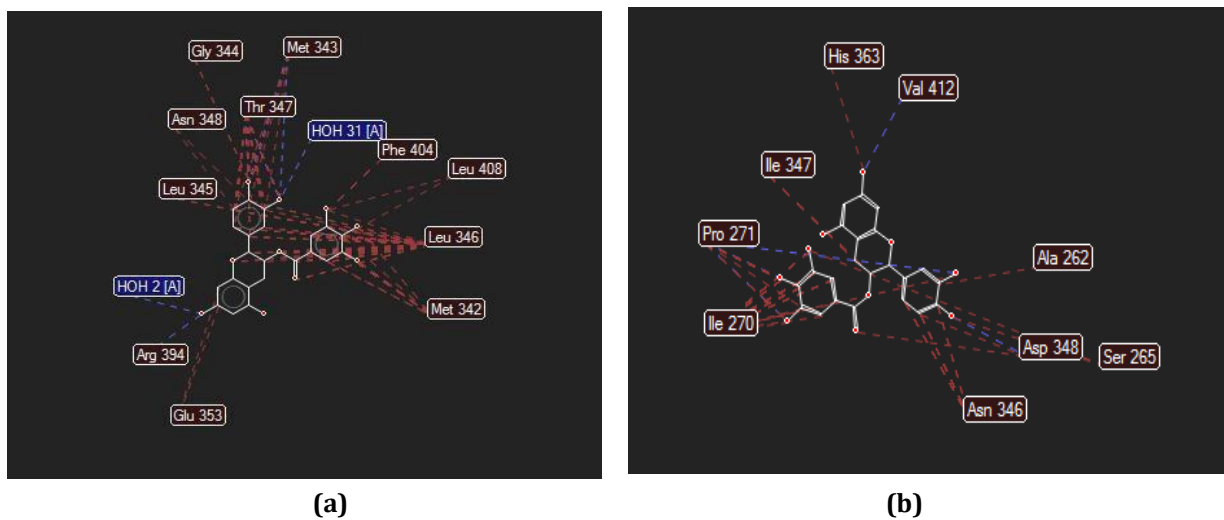 Gly 344
Met 343
Thr 347
Asn 348
HOH 31 [A]
Phe 404
Leu 408
Leu 345
Leu 346
HOH 2 [A]
Met 342
Arg 394
Glu 353
(a)
His 363
Val 412
Ile 347
Pro 271
Ala 262
Ile 270
Asp 348
Ser 265
Asn 346
(b)